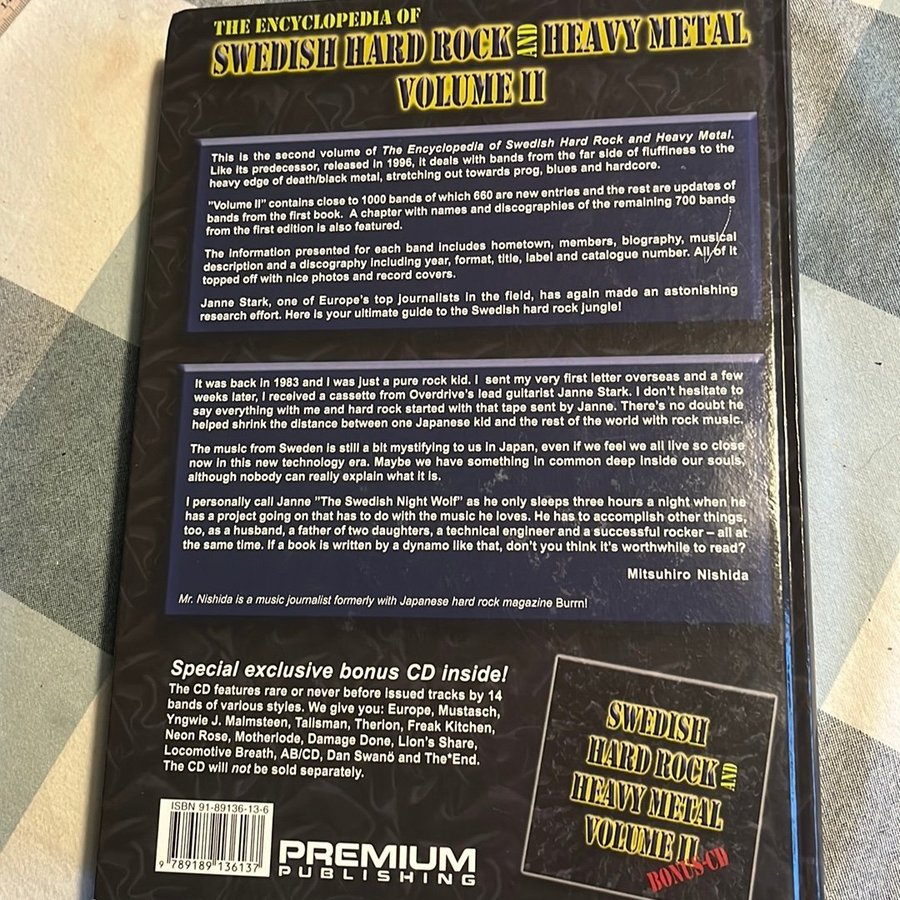 THE ENCYCLOPEDIA OF
SWEDISH HARD ROCK AND HEAVY METAL
VOLUME II
This is the second volume of The Encyclopedia of Swedish Hard Rock and Heavy Metal.
Like its predecessor, released in 1996, it deals with bands from the far side of fluffiness to the
heavy edge of death/black metal, stretching out towards prog, blues and hardcore.
"Volume II" contains close to 1000 bands of which 660 are new entries and the rest are updates of
bands from the first book. A chapter with names and discographies of the remaining 700 bands
from the first edition is also featured.
The information presented for each band includes hometown, members, biography, musical
description and a discography including year, format, title, label and catalogue number. All of it
topped off with nice photos and record covers.
Janne Stark, one of Europe's top journalists in the field, has again made an astonishing
research effort. Here is your ultimate guide to the Swedish hard rock jungle!
It was back in 1983 and I was just a pure rock kid. I sent my very first letter overseas and a few
weeks later, I received a cassette from Overdrive's lead guitarist Janne Stark. I don't hesitate to
say everything with me and hard rock started with that tape sent by Janne. There's no doubt he
helped shrink the distance between one Japanese kid and the rest of the world with rock music.
The music from Sweden is still a bit mystifying to us in Japan, even if we feel we all live so close
now in this new technology era. Maybe we have something in common deep inside our souls,
although nobody can really explain what it is.
I personally call Janne "The Swedish Night Wolf" as he only sleeps three hours a night when he
has a project going on that has to do with the music he loves. He has to accomplish other things,
too, as a husband, a father of two daughters, a technical engineer and a successful rocker – all at
the same time. If a book is written by a dynamo like that, don't you think it's worthwhile to read?
Mitsuhiro Nishida
Mr. Nishida is a music journalist formerly with Japanese hard rock magazine Burrn!
Special exclusive bonus CD inside!
The CD features rare or never before issued tracks by 14
bands of various styles. We give you: Europe, Mustasch,
Yngwie J. Malmsteen, Talisman, Therion, Freak Kitchen,
Neon Rose, Motherlode, Damage Done, Lion's Share,
Locomotive Breath, AB/CD, Dan Swanö and The*End.
The CD will not be sold separately.
ISBN 91-89136-13-6
9 789189 136137
PREMIUM
PUBLISHING
SWEDISH
HARD ROCK AND
HEAVY METAL
VOLUME II
BONUS-CD